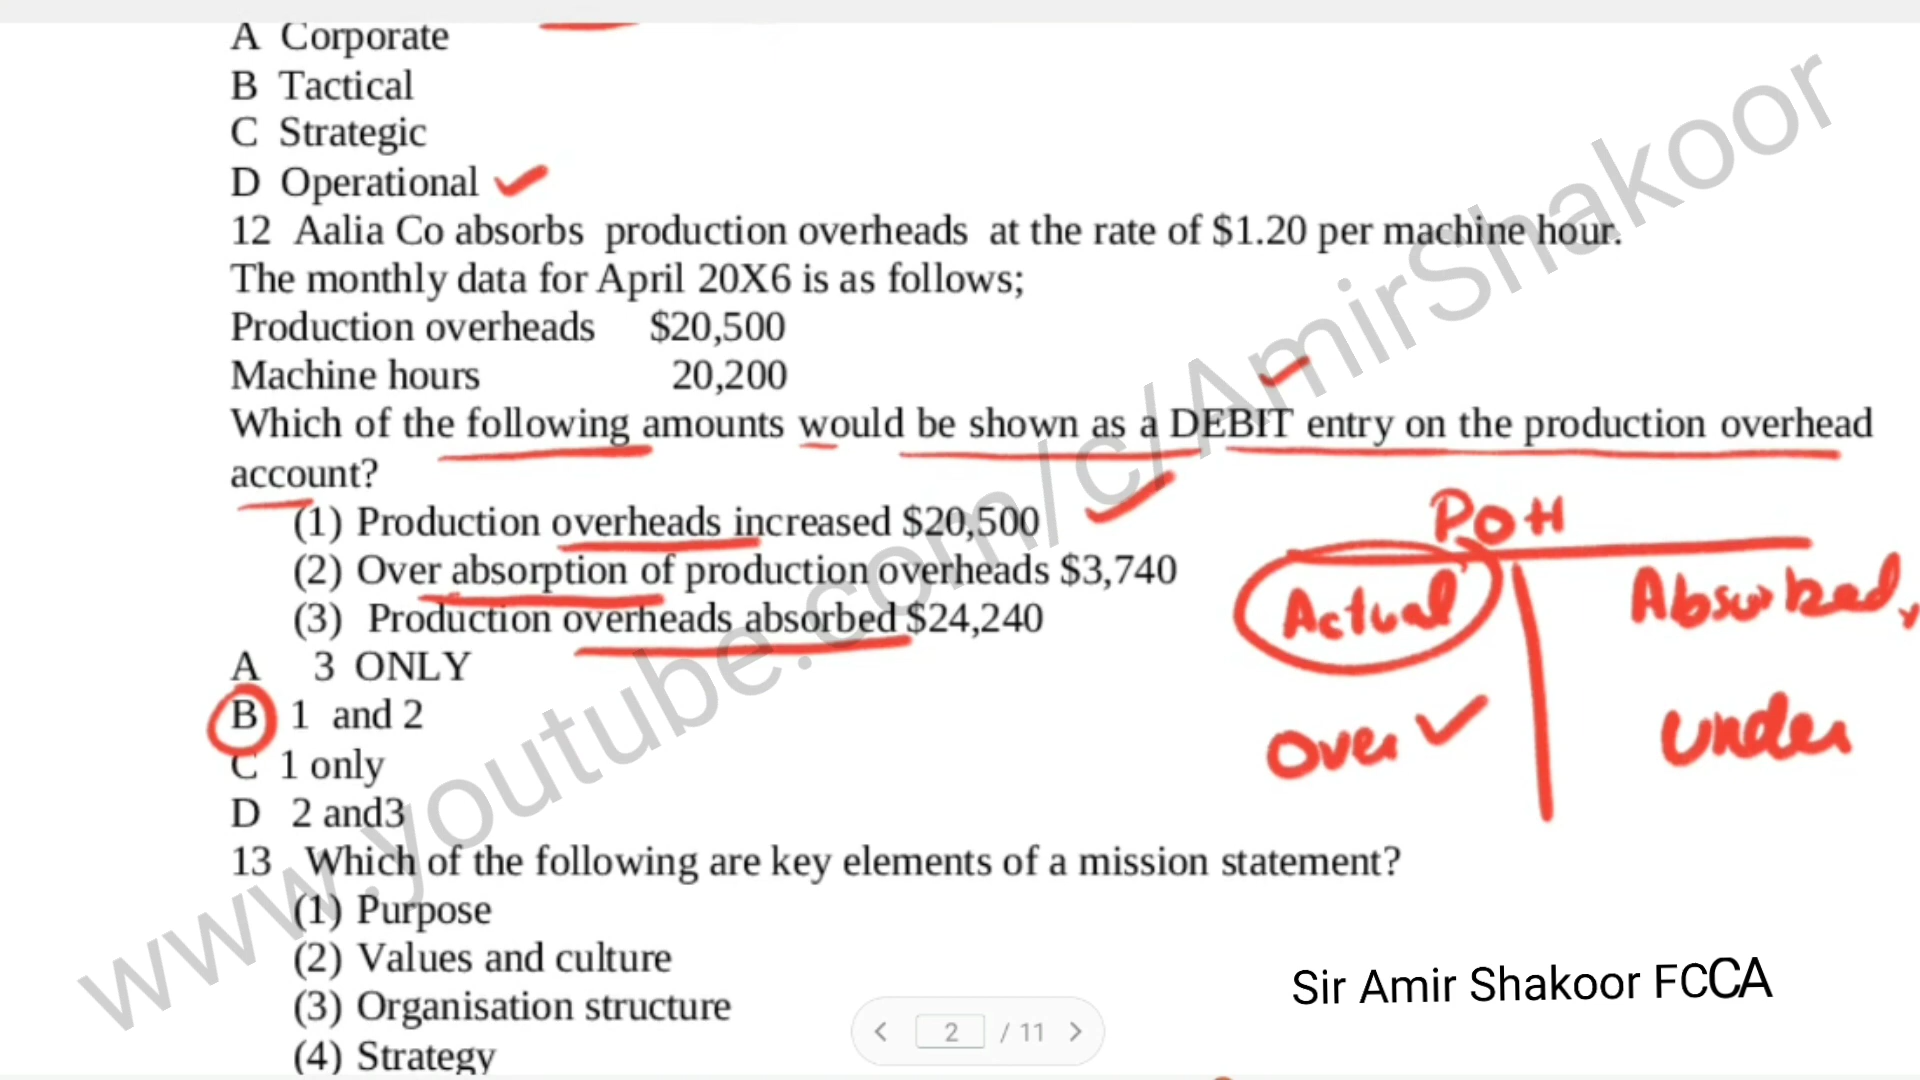 A Corporate
B Tactical
C Strategic
D Operational
12 Aalia Co absorbs production overheads at the rate of $1.20 per machine hour.
The monthly data for April 20X6 is as follows;
Production overheads $20,500
Machine hours 20,200
Which of the following amounts would be shown as a DEBIT entry on the production overhead
account?
(1) Production overheads increased $20,500
(2) Over absorption of production overheads $3,740
(3) Production overheads absorbed $24,240
A 3 ONLY
B 1 and 2
C 1 only
D 2 and3
POH
Actual Absorbed
Over Under
13 Which of the following are key elements of a mission statement?
(1) Purpose
(2) Values and culture
(3) Organisation structure
(4) Strategy
Sir Amir Shakoor FCCA
2 / 11
www.youtube.com/c/AmirShakoor